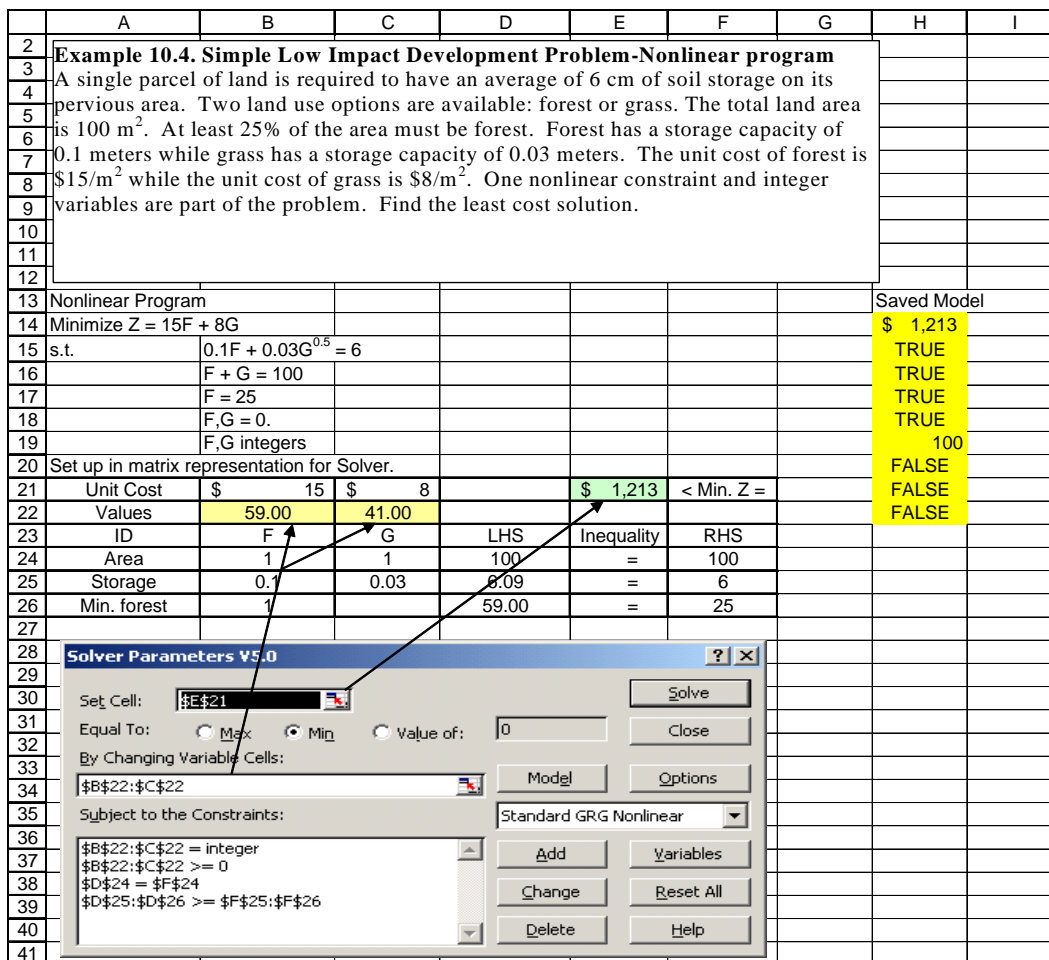 A B C D E F G H I
2
3
4
5
6
7
8
9
10
11
12
Example 10.4. Simple Low Impact Development Problem-Nonlinear program
A single parcel of land is required to have an average of 6 cm of soil storage on its
pervious area. Two land use options are available: forest or grass. The total land area
is 100 m². At least 25% of the area must be forest. Forest has a storage capacity of
0.1 meters while grass has a storage capacity of 0.03 meters. The unit cost of forest is
$15/m² while the unit cost of grass is $8/m². One nonlinear constraint and integer
variables are part of the problem. Find the least cost solution.
13 Nonlinear Program Saved Model
14 Minimize Z = 15F + 8G $ 1,213
15 s.t. 0.1F + 0.03G^0.5 = 6 TRUE
16 F + G = 100 TRUE
17 F = 25 TRUE
18 F,G = 0. TRUE
19 F,G integers 100
20 Set up in matrix representation for Solver. FALSE
21 Unit Cost $ 15 $ 8 $ 1,213 < Min. Z = FALSE
22 Values 59.00 41.00 FALSE
23 ID F G LHS Inequality RHS
24 Area 1 1 100 = 100
25 Storage 0.1 0.03 6.09 = 6
26 Min. forest 1 59.00 = 25
27
28
29
30
31
32
33
34
35
36
37
38
39
40
41
Solver Parameters V5.0 ? X
Set Cell: $E$21 Solve
Equal To: Max Min Value of: 0 Close
By Changing Variable Cells:
$B$22:$C$22 Model Options
Subject to the Constraints: Standard GRG Nonlinear
$B$22:$C$22 = integer
$B$22:$C$22 >= 0
$D$24 = $F$24
$D$25:$D$26 >= $F$25:$F$26
Add Variables
Change Reset All
Delete Help